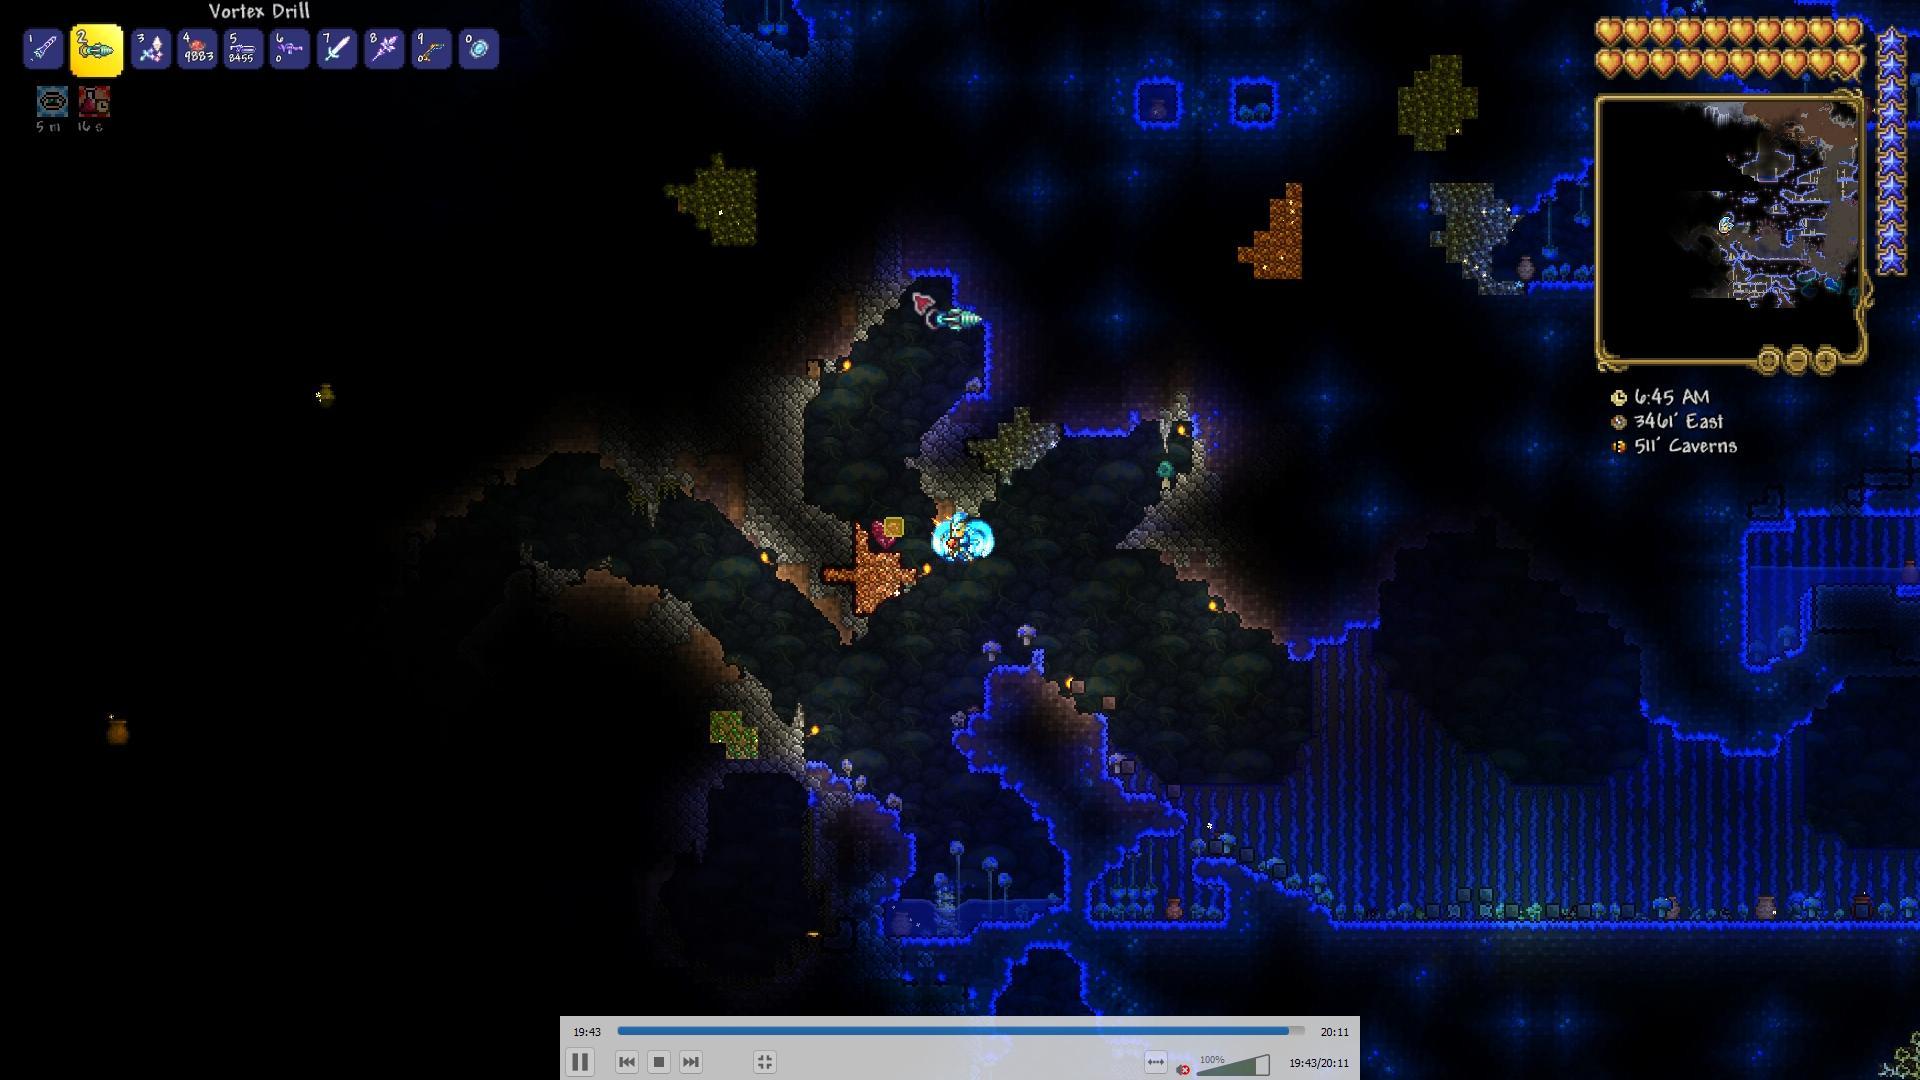 Vortex Drill
1 2 3 4 5 6 7 8 9 0
9883 8455 0 0
5 m 16 s
6:45 AM
3461' East
511' Caverns
19:43 20:11
100%
19:43/20:11